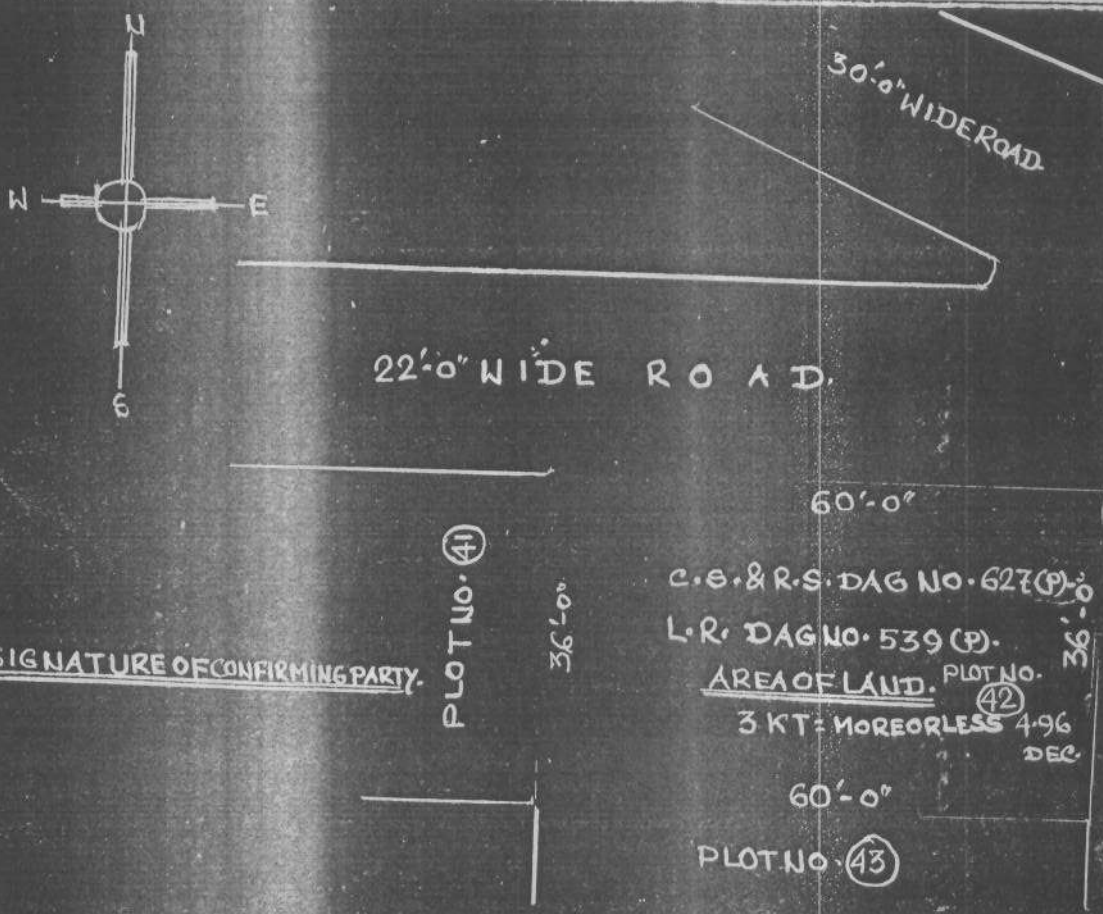 N
30'-0" WIDE ROAD
W E
S
22'-0" WIDE ROAD.
60'-0"
PLOT NO. 41
36'-0"
C.S. & R.S. DAG NO. 627(P)
36'-0"
L.R. DAG NO. 539 (P).
SIGNATURE OF CONFIRMING PARTY.
AREA OF LAND.
PLOT NO.
42
3 KT = MORE OR LESS 4.96
DEC.
60'-0"
PLOT NO. 43